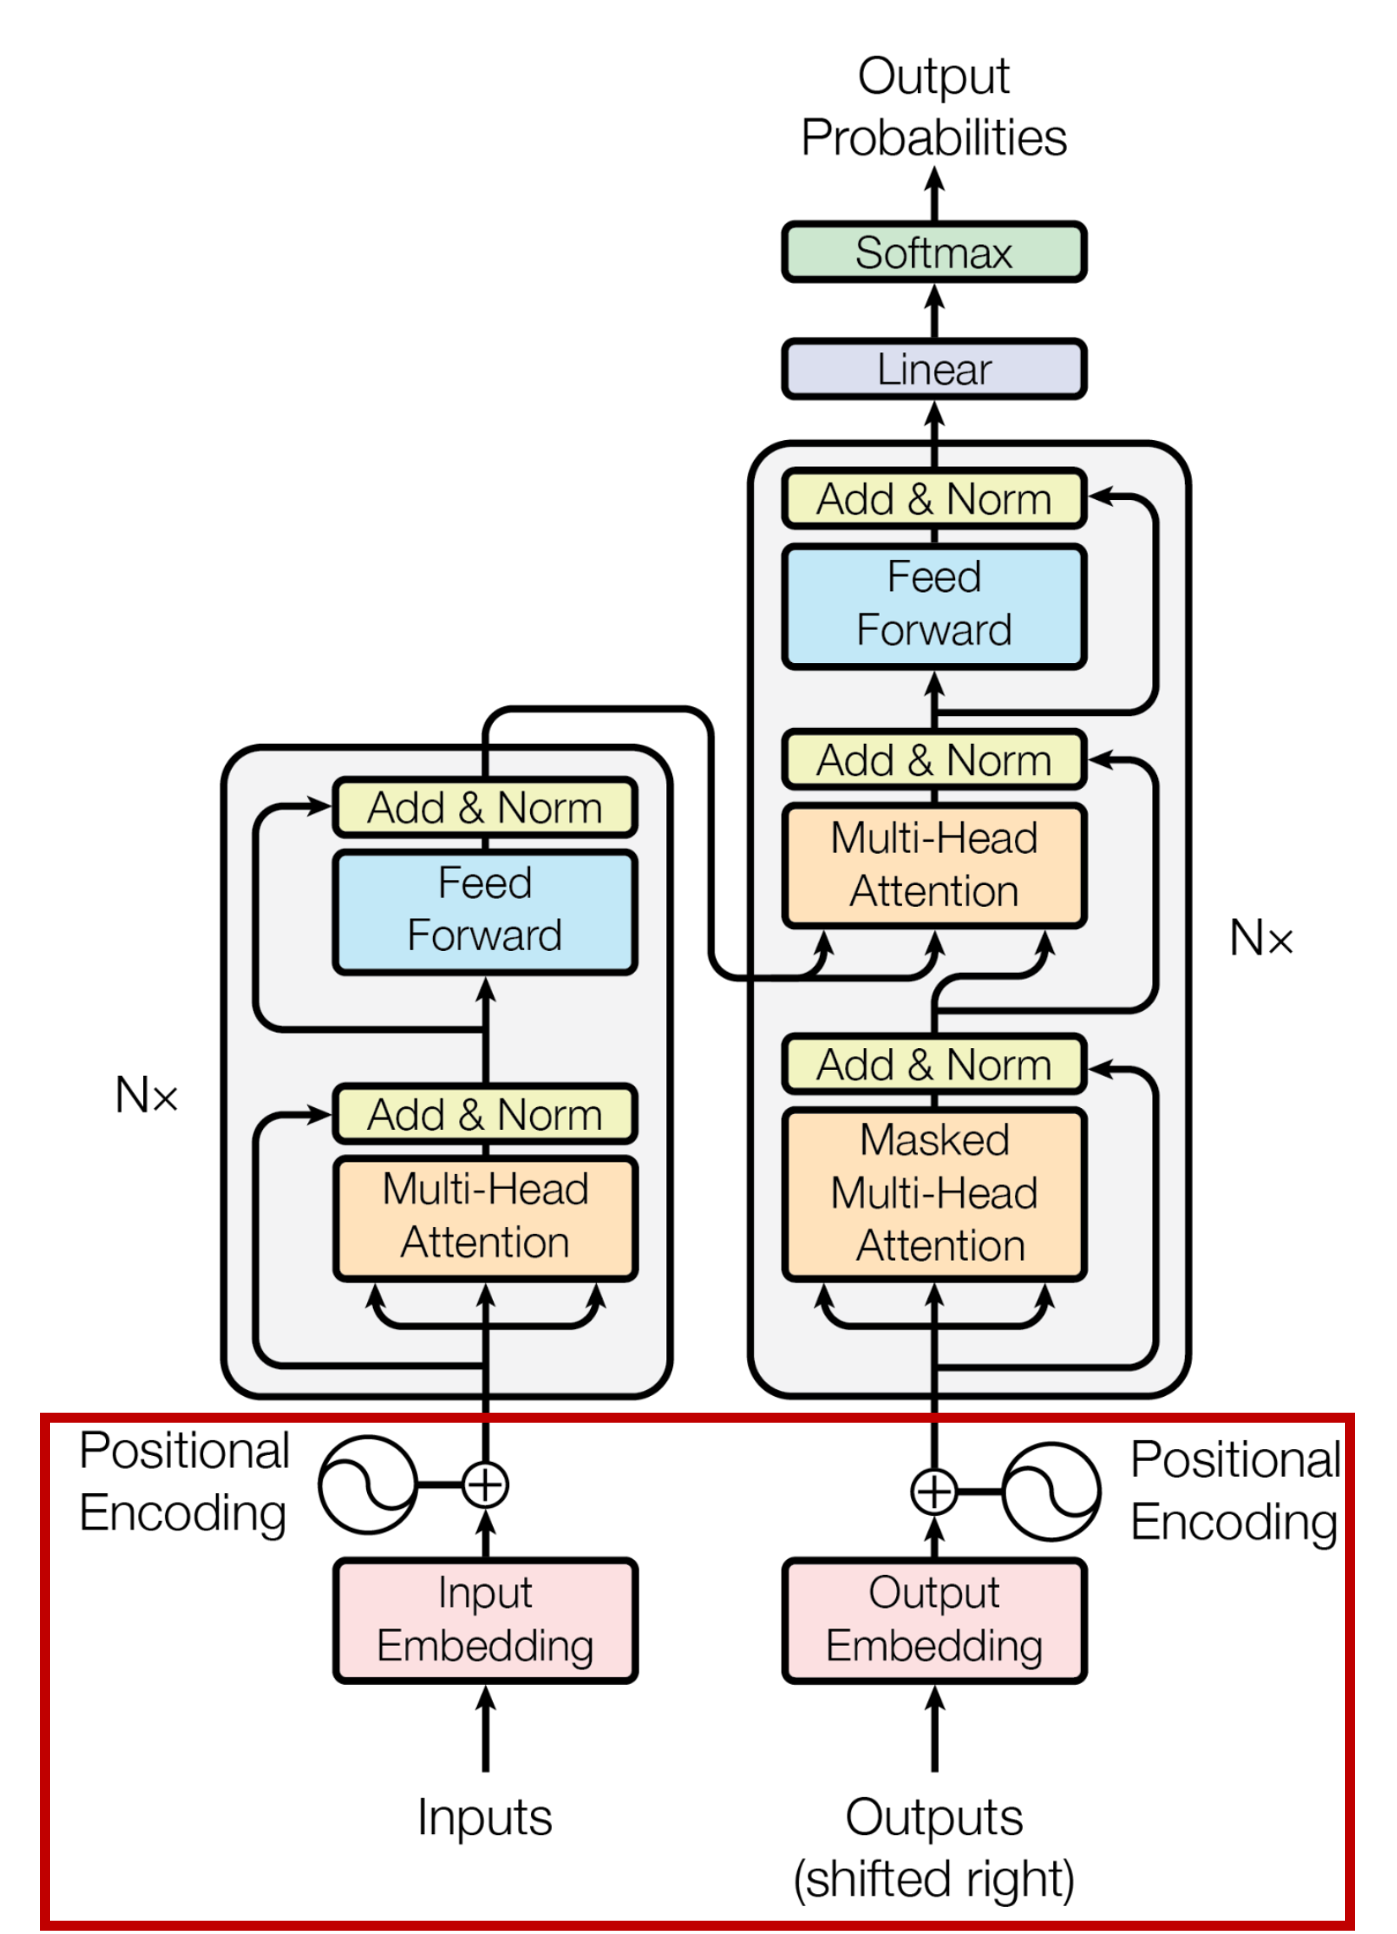 Output
Probabilities
Softmax
Linear
Add & Norm
Feed
Forward
Add & Norm
Multi-Head
Attention
N×
Add & Norm
Masked
Multi-Head
Attention
Add & Norm
Feed
Forward
N×
Add & Norm
Multi-Head
Attention
Positional
Encoding
Positional
Encoding
Input
Embedding
Output
Embedding
Inputs
Outputs
(shifted right)